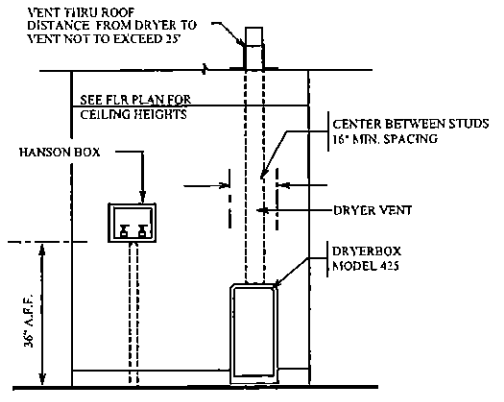 VENT THRU ROOF
DISTANCE FROM DRYER TO
VENT NOT TO EXCEED 25'
SEE FLR PLAN FOR
CEILING HEIGHTS
CENTER BETWEEN STUDS
16" MIN. SPACING
HANSON BOX
DRYER VENT
DRYERBOX
MODEL 425
36" A.F.F.